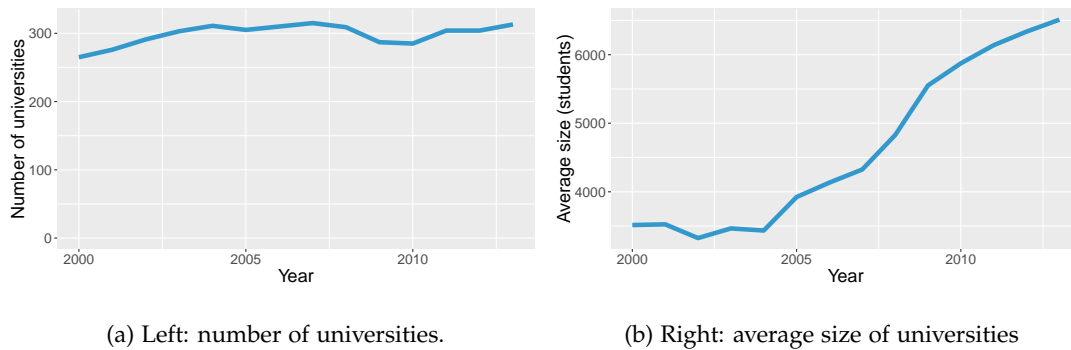 Number of universities
300
200
100
0
2000 2005 2010
Year
Average size (students)
6000
5000
4000
2000 2005 2010
Year
(a) Left: number of universities.
(b) Right: average size of universities